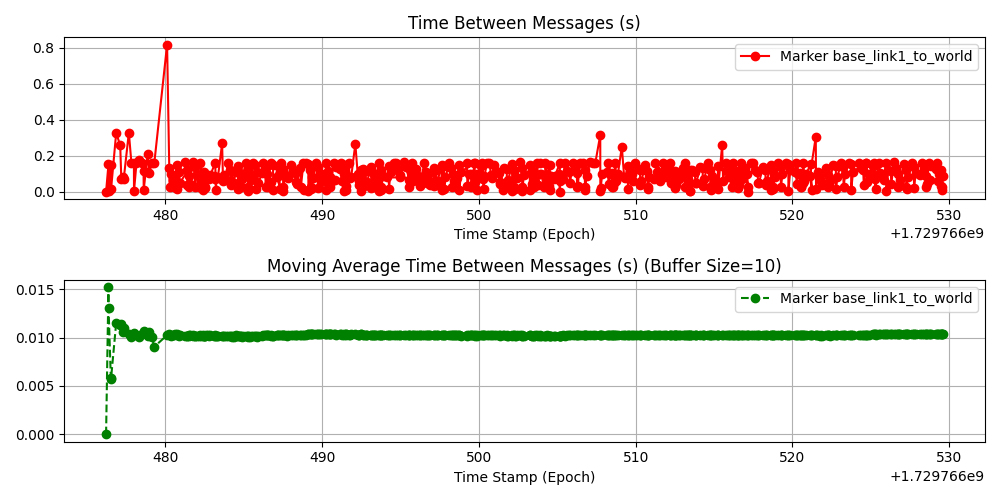 Time Between Messages (s)
0.8
0.6
0.4
0.2
0.0
Marker base_link1_to_world
480 490 500 510 520 530
Time Stamp (Epoch)
+1.729766e9
Moving Average Time Between Messages (s) (Buffer Size=10)
0.015
0.010
0.005
0.000
Marker base_link1_to_world
480 490 500 510 520 530
Time Stamp (Epoch)
+1.729766e9